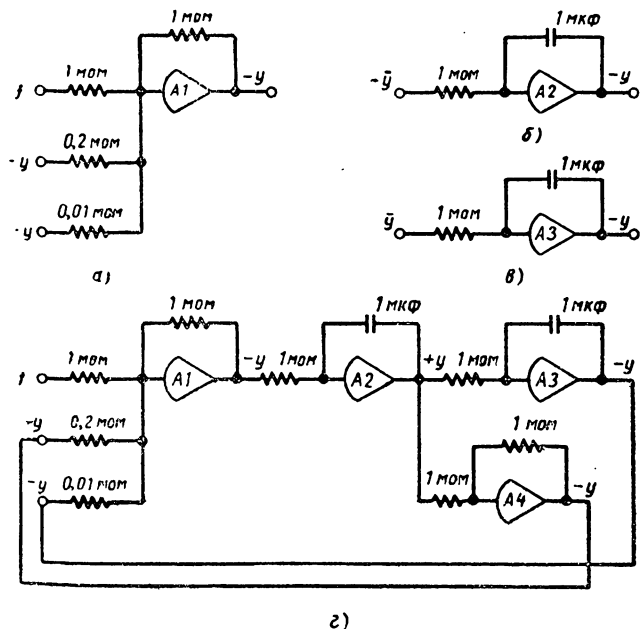 1 мом
1 мом
f
A1
-y
0,2 мом
-y
0,01 мом
-y
а)
1 мкф
-ȳ
1 мом
A2
-y
б)
1 мкф
ȳ
1 мом
A3
-y
в)
1 мом
1 мкф
1 мкф
1 мом
f
A1
-y
1 мом
A2
+y
1 мом
A3
-y
-y
0,2 мом
1 мом
-y
0,01 мом
1 мом
A4
-y
г)